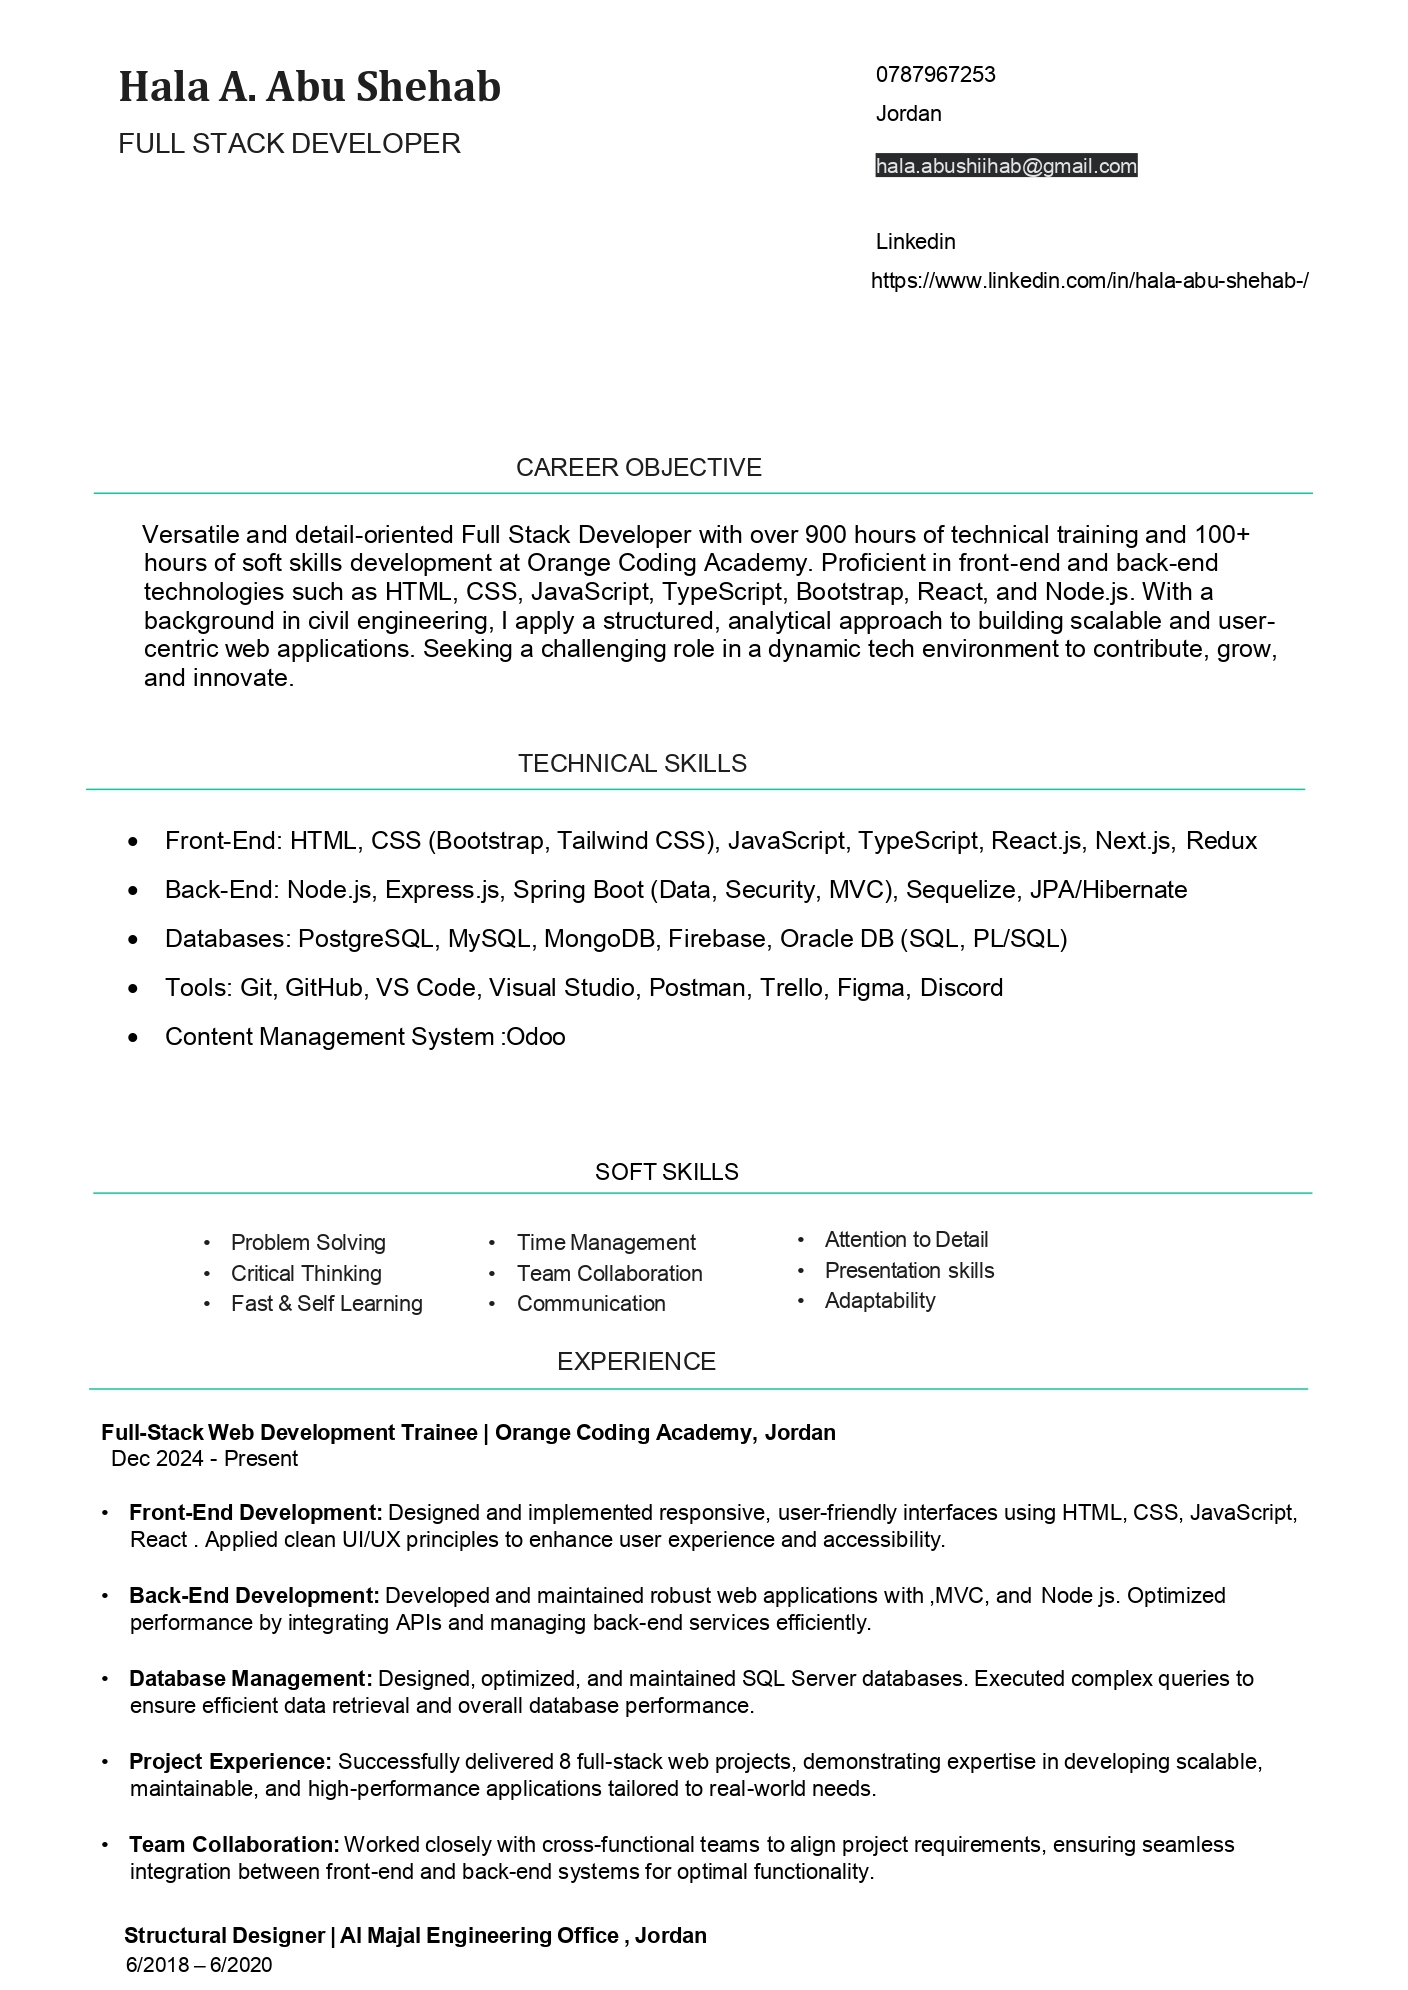 Hala A. Abu Shehab
FULL STACK DEVELOPER
0787967253
Jordan
hala.abushiihab@gmail.com
Linkedin
https://www.linkedin.com/in/hala-abu-shehab-/
CAREER OBJECTIVE
Versatile and detail-oriented Full Stack Developer with over 900 hours of technical training and 100+
hours of soft skills development at Orange Coding Academy. Proficient in front-end and back-end
technologies such as HTML, CSS, JavaScript, TypeScript, Bootstrap, React, and Node.js. With a
background in civil engineering, I apply a structured, analytical approach to building scalable and user-
centric web applications. Seeking a challenging role in a dynamic tech environment to contribute, grow,
and innovate.
TECHNICAL SKILLS
• Front-End: HTML, CSS (Bootstrap, Tailwind CSS), JavaScript, TypeScript, React.js, Next.js, Redux
• Back-End: Node.js, Express.js, Spring Boot (Data, Security, MVC), Sequelize, JPA/Hibernate
• Databases: PostgreSQL, MySQL, MongoDB, Firebase, Oracle DB (SQL, PL/SQL)
• Tools: Git, GitHub, VS Code, Visual Studio, Postman, Trello, Figma, Discord
• Content Management System :Odoo
SOFT SKILLS
• Problem Solving
• Critical Thinking
• Fast & Self Learning
• Time Management
• Team Collaboration
• Communication
• Attention to Detail
• Presentation skills
• Adaptability
EXPERIENCE
Full-Stack Web Development Trainee | Orange Coding Academy, Jordan
Dec 2024 - Present
• Front-End Development: Designed and implemented responsive, user-friendly interfaces using HTML, CSS, JavaScript,
React . Applied clean UI/UX principles to enhance user experience and accessibility.
• Back-End Development: Developed and maintained robust web applications with ,MVC, and Node js. Optimized
performance by integrating APIs and managing back-end services efficiently.
• Database Management: Designed, optimized, and maintained SQL Server databases. Executed complex queries to
ensure efficient data retrieval and overall database performance.
• Project Experience: Successfully delivered 8 full-stack web projects, demonstrating expertise in developing scalable,
maintainable, and high-performance applications tailored to real-world needs.
• Team Collaboration: Worked closely with cross-functional teams to align project requirements, ensuring seamless
integration between front-end and back-end systems for optimal functionality.
Structural Designer | Al Majal Engineering Office , Jordan
6/2018 – 6/2020